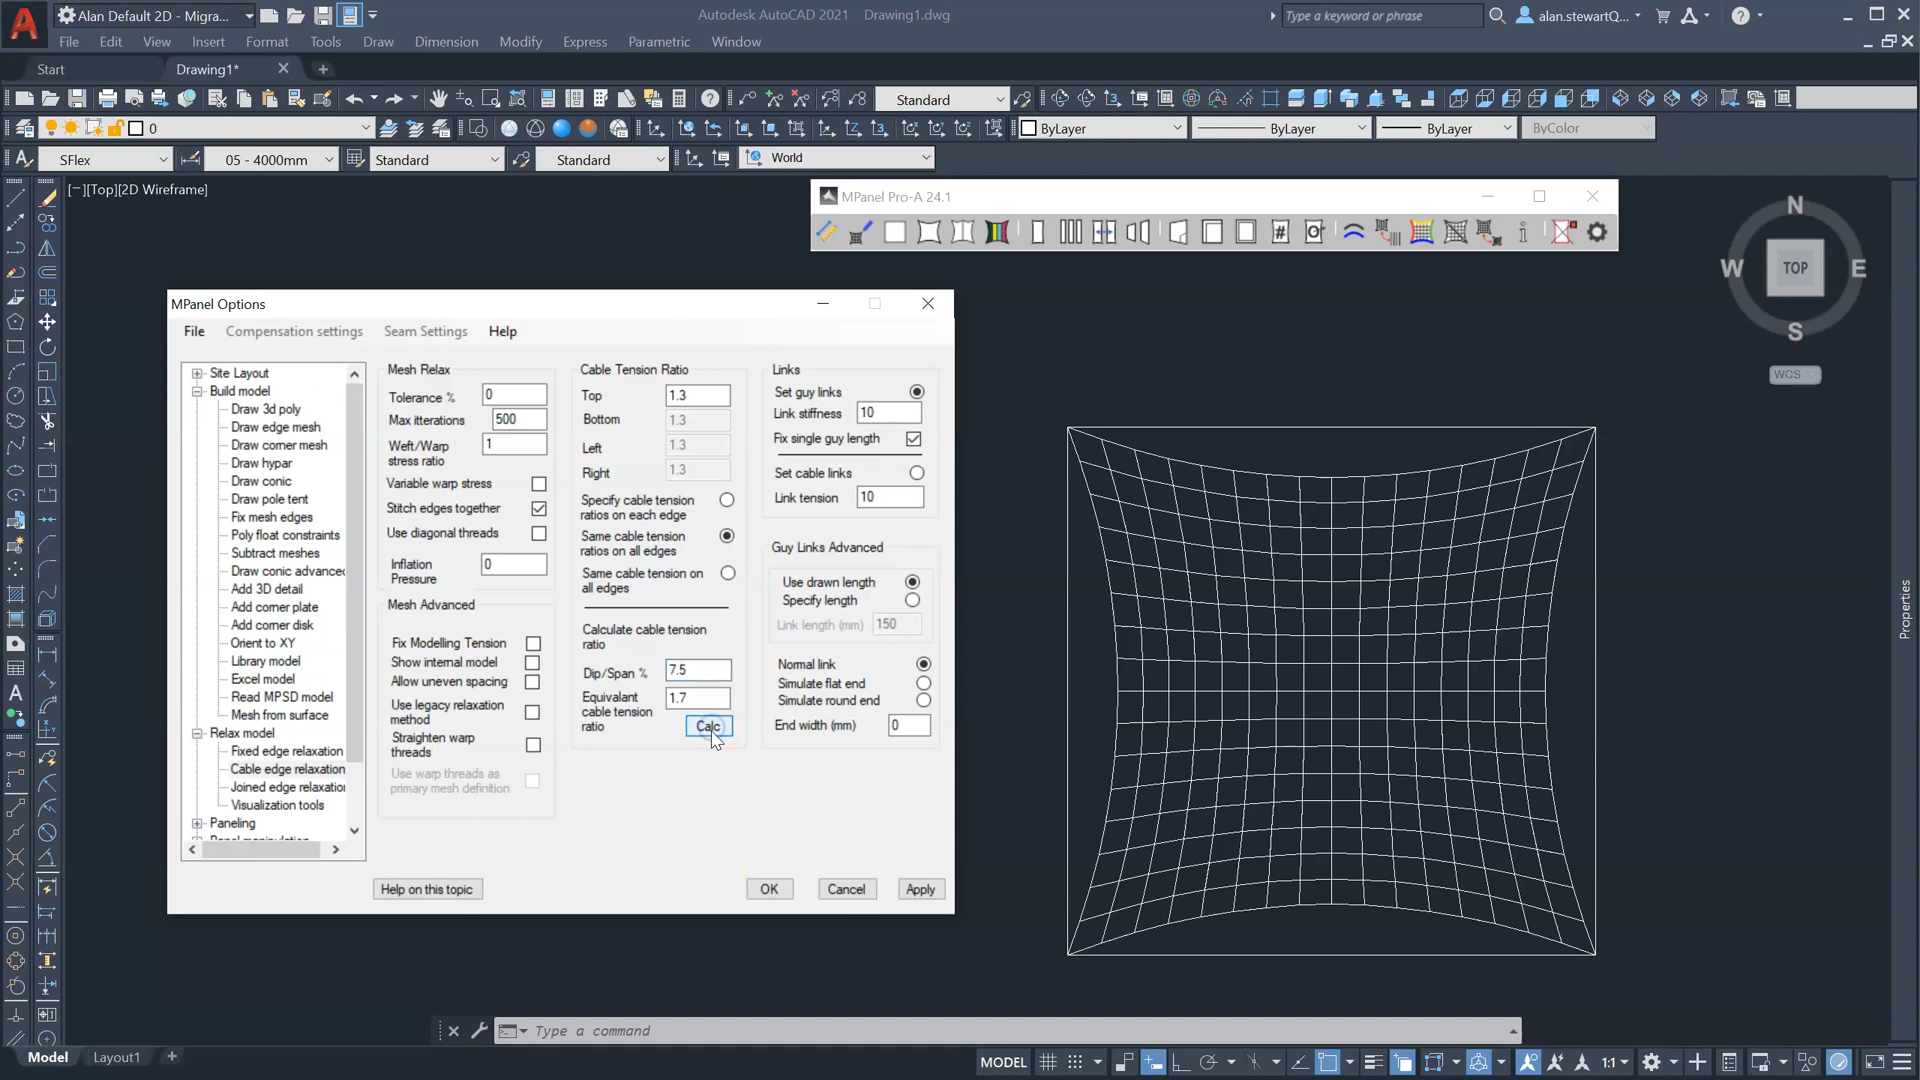 Alan Default 2D - Migra...
Autodesk AutoCAD 2021 Drawing1.dwg
Type a keyword or phrase
alan.stewartQ...
File Edit View Insert Format Tools Draw Dimension Modify Express Parametric Window
Start
Drawing1*
Standard
0
ByLayer
ByLayer
ByLayer
ByColor
SFlex
05 - 4000mm
Standard
Standard
World
[−][Top][2D Wireframe]
MPanel Pro-A 24.1
N
W
TOP
E
S
WCS
MPanel Options
File Compensation settings Seam Settings Help
Site Layout
Build model
Draw 3d poly
Draw edge mesh
Draw corner mesh
Draw hypar
Draw conic
Draw pole tent
Fix mesh edges
Poly float constraints
Subtract meshes
Draw conic advanced
Add 3D detail
Add corner plate
Add corner disk
Orient to XY
Library model
Excel model
Read MPSD model
Mesh from surface
Relax model
Fixed edge relaxation
Cable edge relaxation
Joined edge relaxation
Visualization tools
Paneling
Mesh Relax
Tolerance % 0
Max itterations 500
Weft/Warp 1
stress ratio
Variable warp stress
Stitch edges together
Use diagonal threads
Inflation 0
Pressure
Mesh Advanced
Fix Modelling Tension
Show internal model
Allow uneven spacing
Use legacy relaxation
method
Straighten warp
threads
Use warp threads as
primary mesh definition
Cable Tension Ratio
Top 1.3
Bottom 1.3
Left 1.3
Right 1.3
Specify cable tension
ratios on each edge
Same cable tension
ratios on all edges
Same cable tension on
all edges
Calculate cable tension
ratio
Dip/Span % 7.5
Equivalant 1.7
cable tension
ratio
Calc
Links
Set guy links
Link stiffness 10
Fix single guy length
Set cable links
Link tension 10
Guy Links Advanced
Use drawn length
Specify length
Link length (mm) 150
Normal link
Simulate flat end
Simulate round end
End width (mm) 0
Help on this topic
OK
Cancel
Apply
Properties
Type a command
Model
Layout1
MODEL
1:1